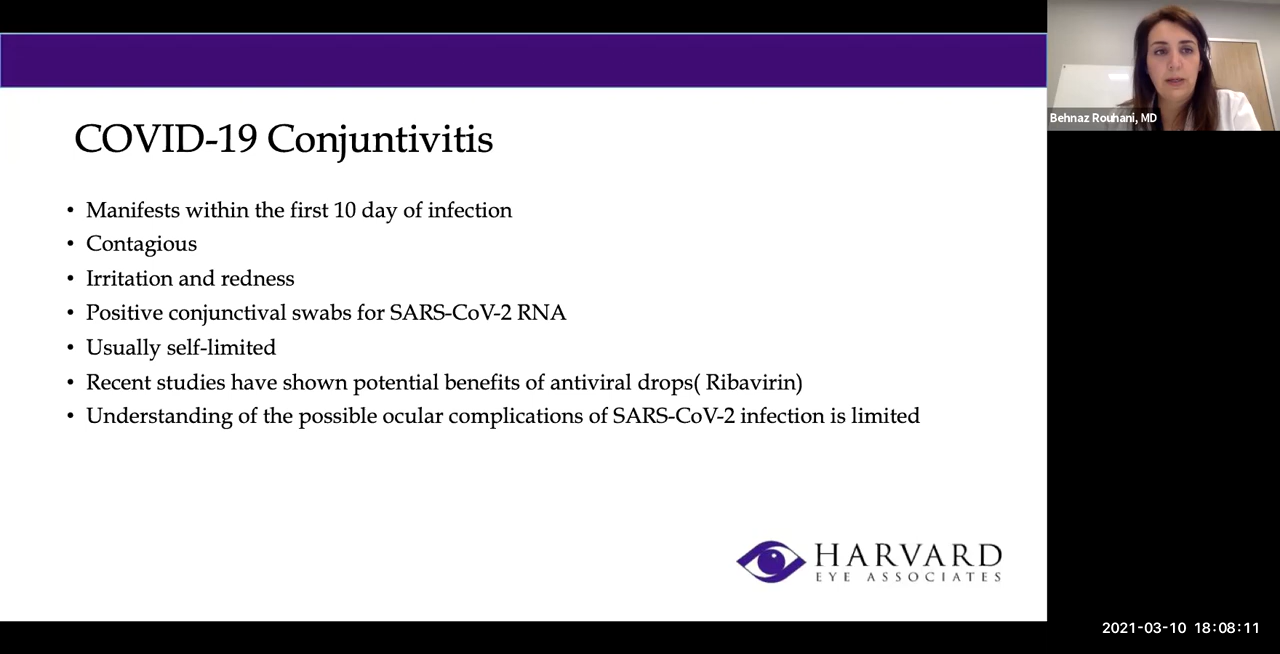 COVID-19 Conjuntivitis
• Manifests within the first 10 day of infection
• Contagious
• Irritation and redness
• Positive conjunctival swabs for SARS-CoV-2 RNA
• Usually self-limited
• Recent studies have shown potential benefits of antiviral drops( Ribavirin)
• Understanding of the possible ocular complications of SARS-CoV-2 infection is limited
HARVARD
EYE ASSOCIATES
Behnaz Rouhani, MD
2021-03-10 18:08:11